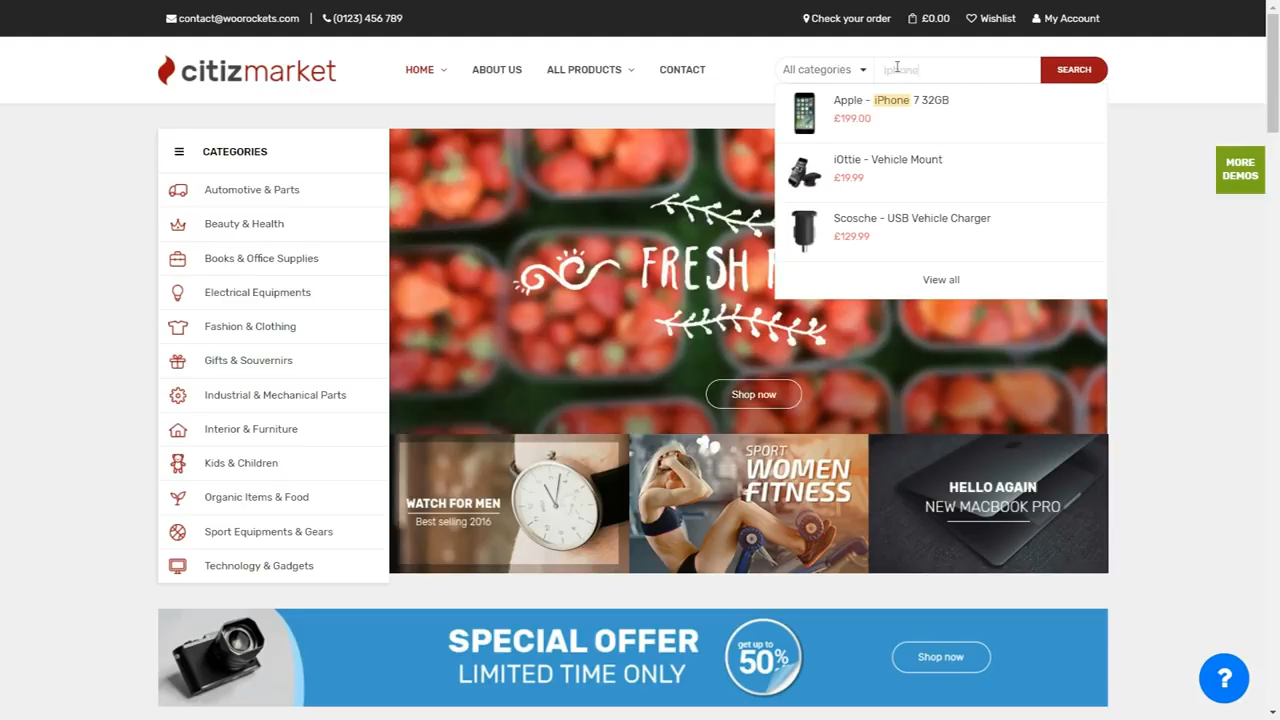 contact@woorockets.com | (0123) 456 789
Check your order £0.00 Wishlist My Account
citizmarket
HOME ABOUT US ALL PRODUCTS CONTACT
All categories iphone SEARCH
Apple - iPhone 7 32GB
£199.00
iOttie - Vehicle Mount
£19.99
Scosche - USB Vehicle Charger
£129.99
View all
MORE
DEMOS
CATEGORIES
Automotive & Parts
Beauty & Health
Books & Office Supplies
Electrical Equipments
Fashion & Clothing
Gifts & Souvernirs
Industrial & Mechanical Parts
Interior & Furniture
Kids & Children
Organic Items & Food
Sport Equipments & Gears
Technology & Gadgets
FRESH
Shop now
WATCH FOR MEN
Best selling 2016
SPORT
WOMEN
FITNESS
HELLO AGAIN
NEW MACBOOK PRO
SPECIAL OFFER
LIMITED TIME ONLY
get up to
50%
Shop now
?